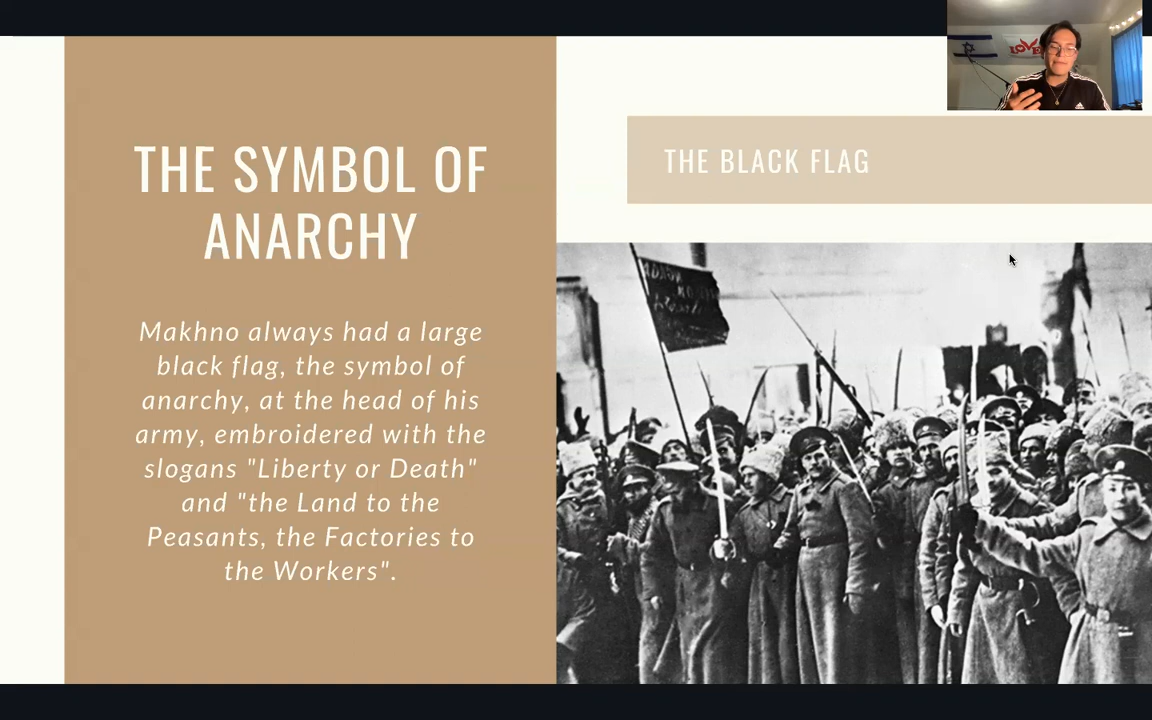 THE SYMBOL OF
ANARCHY
Makhno always had a large
black flag, the symbol of
anarchy, at the head of his
army, embroidered with the
slogans "Liberty or Death"
and "the Land to the
Peasants, the Factories to
the Workers".
THE BLACK FLAG
LOVE